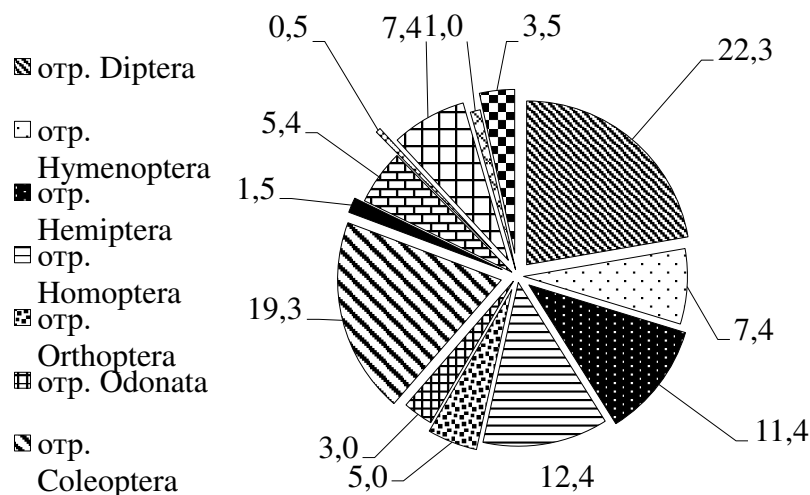 0,5
7,4
1,0
3,5
22,3
5,4
1,5
19,3
3,0
5,0
12,4
11,4
7,4
отр. Diptera
отр.
Hymenoptera
отр.
Hemiptera
отр.
Homoptera
отр.
Orthoptera
отр. Odonata
отр.
Coleoptera